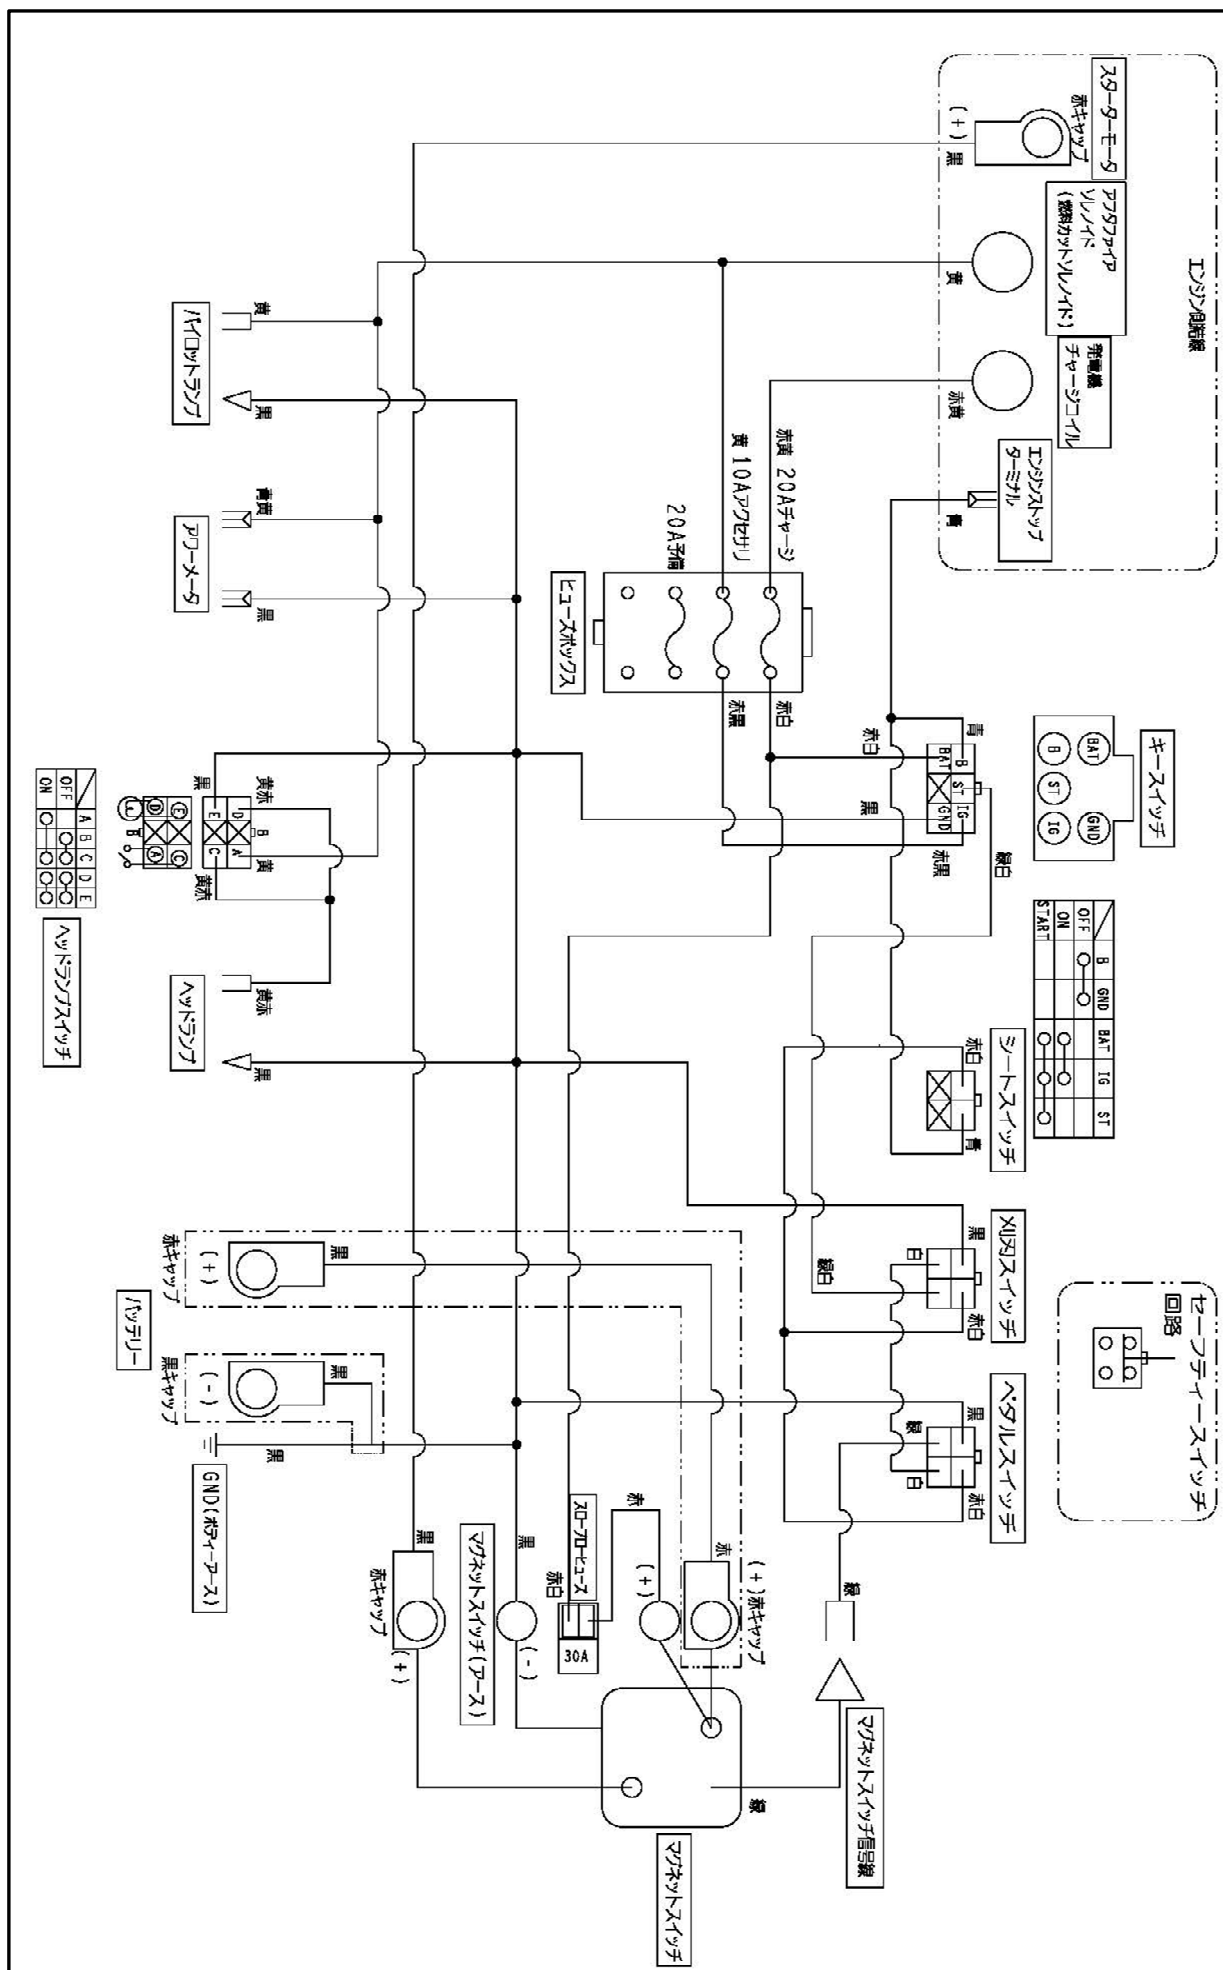 エンジン側結線
スターターモータ
赤キャップ
(+)
黒
アフタファイア
ソレノイド
(燃料カットソレノイド)
黄
発電機
チャージコイル
赤黄
エンジンストップ
ターミナル
青
キースイッチ
BAT
GND
B
ST
IG
OFF
ON
START
B
GND
BAT
IG
ST
青
赤白
B
BAT
ST
IG
GND
黒
赤黒
緑白
シートスイッチ
赤白
青
刈刃スイッチ
黒
白
緑白
赤白
セーフティースイッチ
回路
ペダルスイッチ
黒
緑
白
赤白
赤黄 20Aチャージ
黄 10Aアクセサリ
20A予備
赤白
赤黒
ヒューズボックス
黄
パイロットランプ
黒
青黄
アワーメータ
黒
黄赤
黒
D
E
B
A
C
黄
黄赤
E
D
B
C
A
OFF
ON
A
B
C
D
E
ヘッドランプスイッチ
黄赤
ヘッドランプ
黒
赤キャップ
(+)
黒
バッテリー
黒キャップ
(-)
黒
黒
GND(ボディーアース)
黒
赤キャップ
(+)
マグネットスイッチ(アース)
黒
(-)
スローブローヒューズ
赤白
30A
赤
(+)
赤
(+)赤キャップ
緑
マグネットスイッチ信号線
緑
マグネットスイッチ